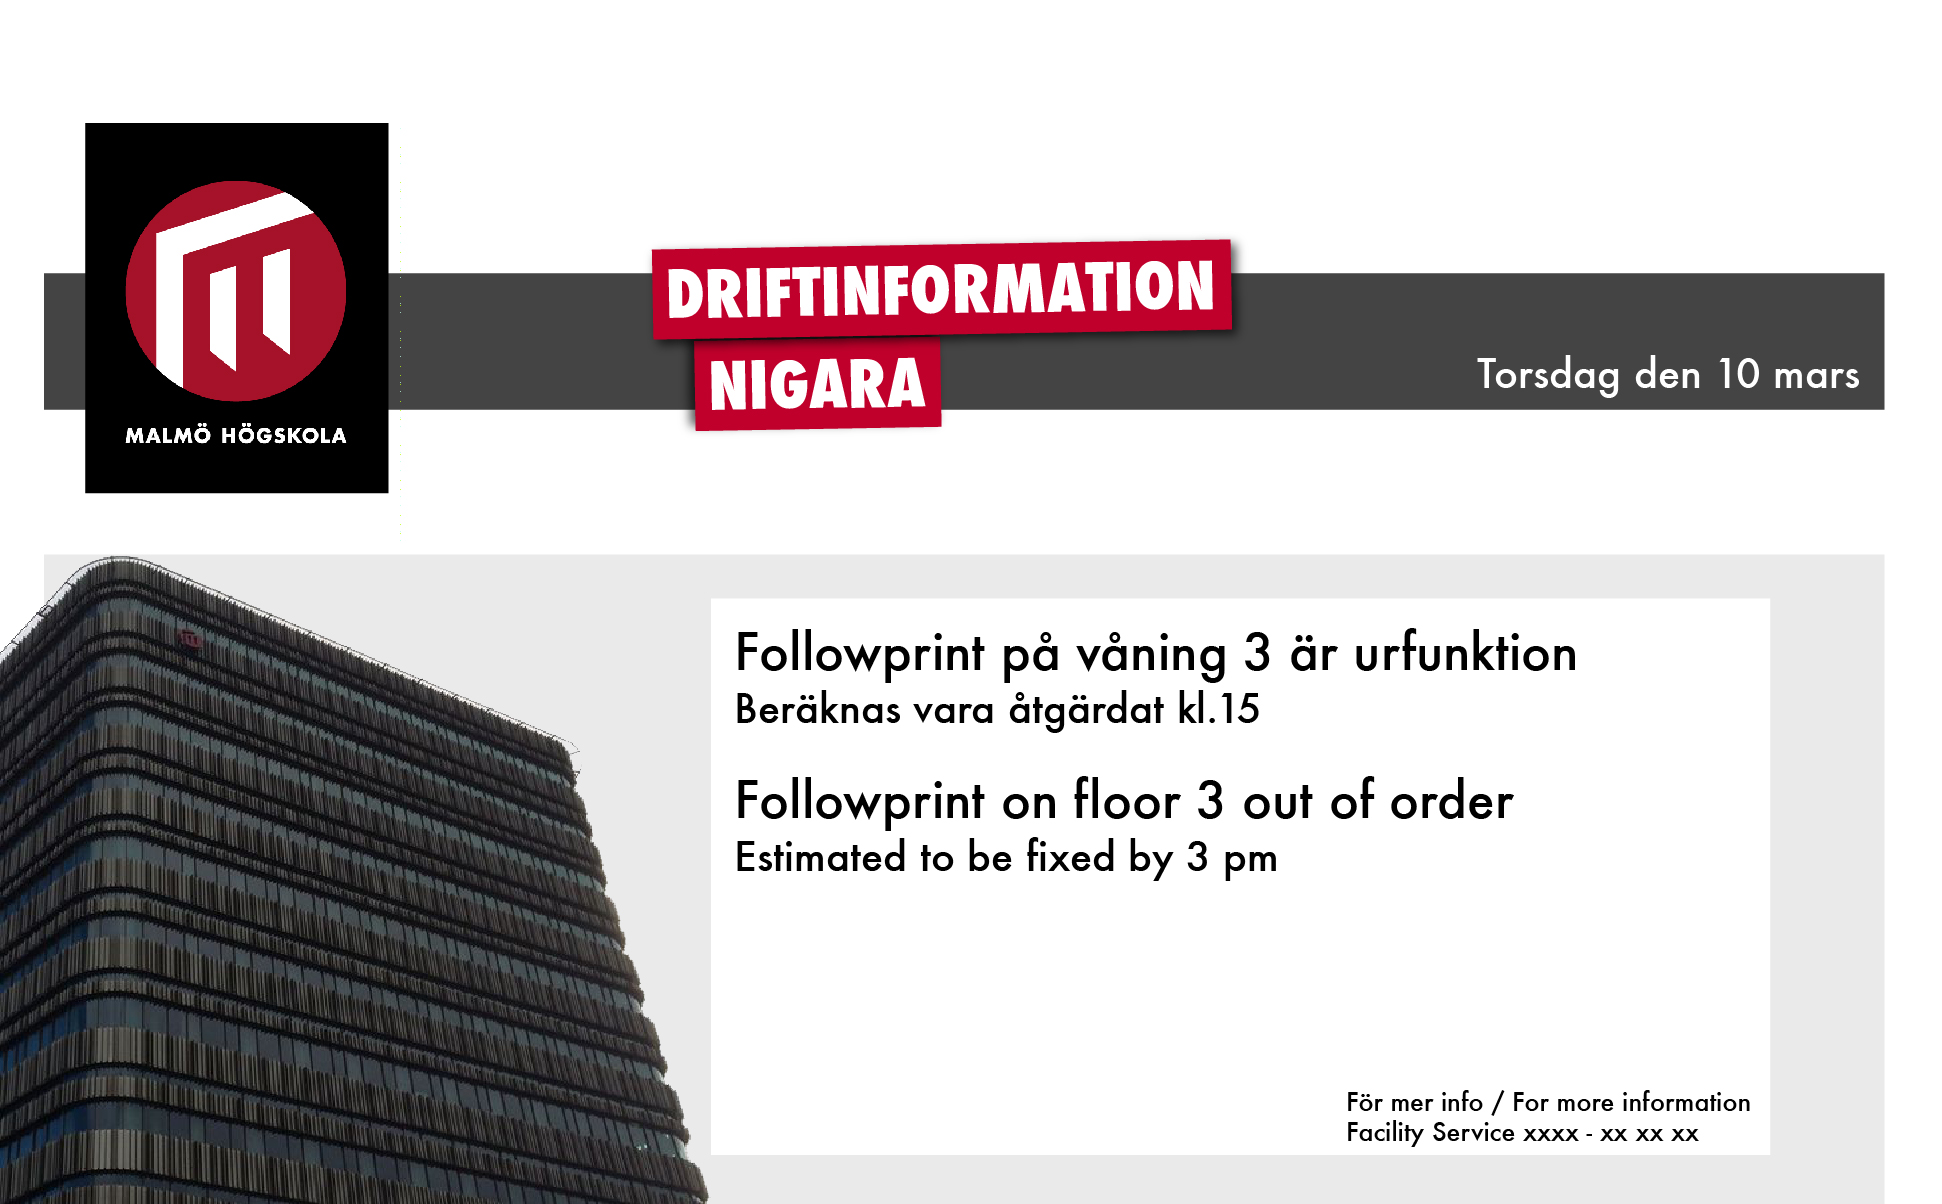 MALMÖ HÖGSKOLA
DRIFTINFORMATION
NIGARA
Torsdag den 10 mars
Followprint på våning 3 är urfunktion
Beräknas vara åtgärdat kl.15
Followprint on floor 3 out of order
Estimated to be fixed by 3 pm
För mer info / For more information
Facility Service xxxx - xx xx xx